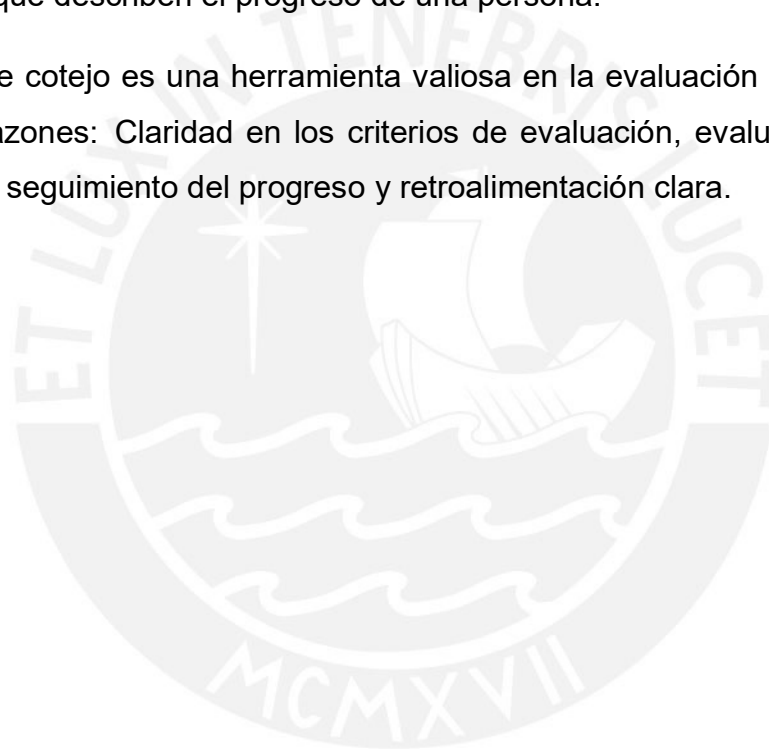 que describen el progreso de una persona.
e cotejo es una herramienta valiosa en la evaluación
azones: Claridad en los criterios de evaluación, evalu
seguimiento del progreso y retroalimentación clara.
ET LUX IN TENEBRIS LUCET
MCMXVII